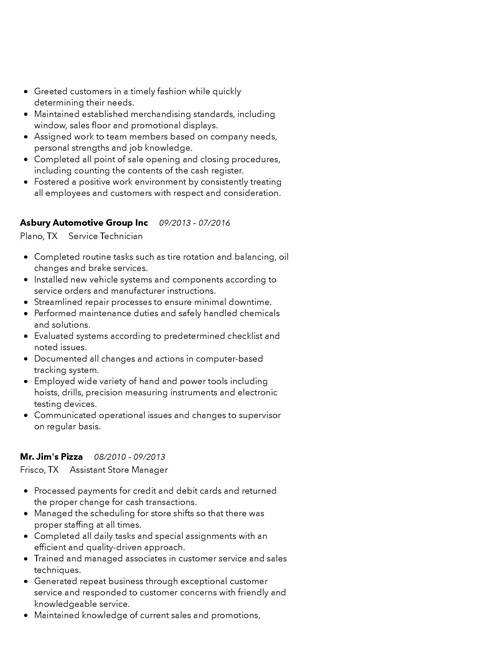 • Greeted customers in a timely fashion while quickly
determining their needs.
• Maintained established merchandising standards, including
window, sales floor and promotional displays.
• Assigned work to team members based on company needs,
personal strengths and job knowledge.
• Completed all point of sale opening and closing procedures,
including counting the contents of the cash register.
• Fostered a positive work environment by consistently treating
all employees and customers with respect and consideration.
Asbury Automotive Group Inc 09/2013 - 07/2016
Plano, TX Service Technician
• Completed routine tasks such as tire rotation and balancing, oil
changes and brake services.
• Installed new vehicle systems and components according to
service orders and manufacturer instructions.
• Streamlined repair processes to ensure minimal downtime.
• Performed maintenance duties and safely handled chemicals
and solutions.
• Evaluated systems according to predetermined checklist and
noted issues.
• Documented all changes and actions in computer-based
tracking system.
• Employed wide variety of hand and power tools including
hoists, drills, precision measuring instruments and electronic
testing devices.
• Communicated operational issues and changes to supervisor
on regular basis.
Mr. Jim's Pizza 08/2010 - 09/2013
Frisco, TX Assistant Store Manager
• Processed payments for credit and debit cards and returned
the proper change for cash transactions.
• Managed the scheduling for store shifts so that there was
proper staffing at all times.
• Completed all daily tasks and special assignments with an
efficient and quality-driven approach.
• Trained and managed associates in customer service and sales
techniques.
• Generated repeat business through exceptional customer
service and responded to customer concerns with friendly and
knowledgeable service.
• Maintained knowledge of current sales and promotions,